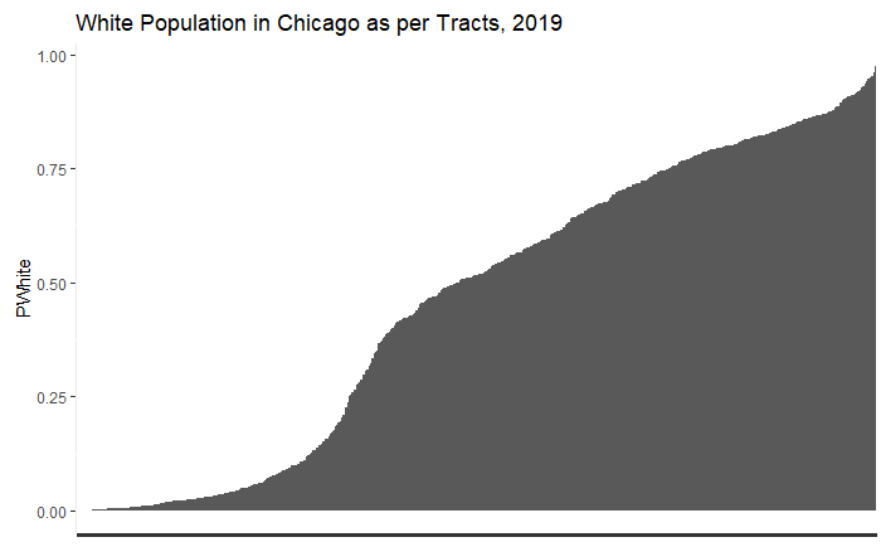 White Population in Chicago as per Tracts, 2019
1.00
0.75
PWhite
0.50
0.25
0.00